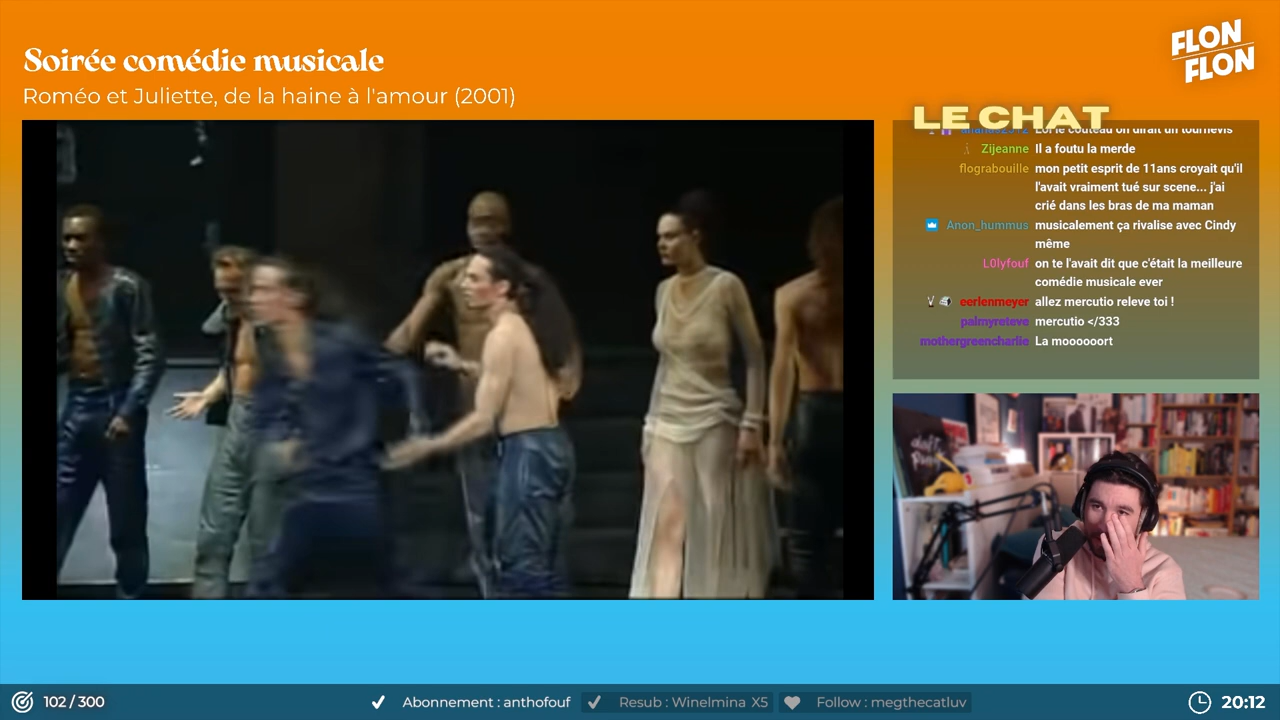 Soirée comédie musicale
Roméo et Juliette, de la haine à l'amour (2001)
FLON
FLON
LE CHAT
Zijeanne Il a foutu la merde
flograbouille mon petit esprit de 11ans croyait qu'il
l'avait vraiment tué sur scene... j'ai
crié dans les bras de ma maman
Anon_hummus musicalement ça rivalise avec Cindy
même
L0lyfouf on te l'avait dit que c'était la meilleure
comédie musicale ever
eerlenmeyer allez mercutio releve toi !
palmyreteve mercutio </333
mothergreencharlie La moooooort
102 / 300
Abonnement : anthofouf
Resub : Winelmina X5
Follow : megthecatluv
20:12